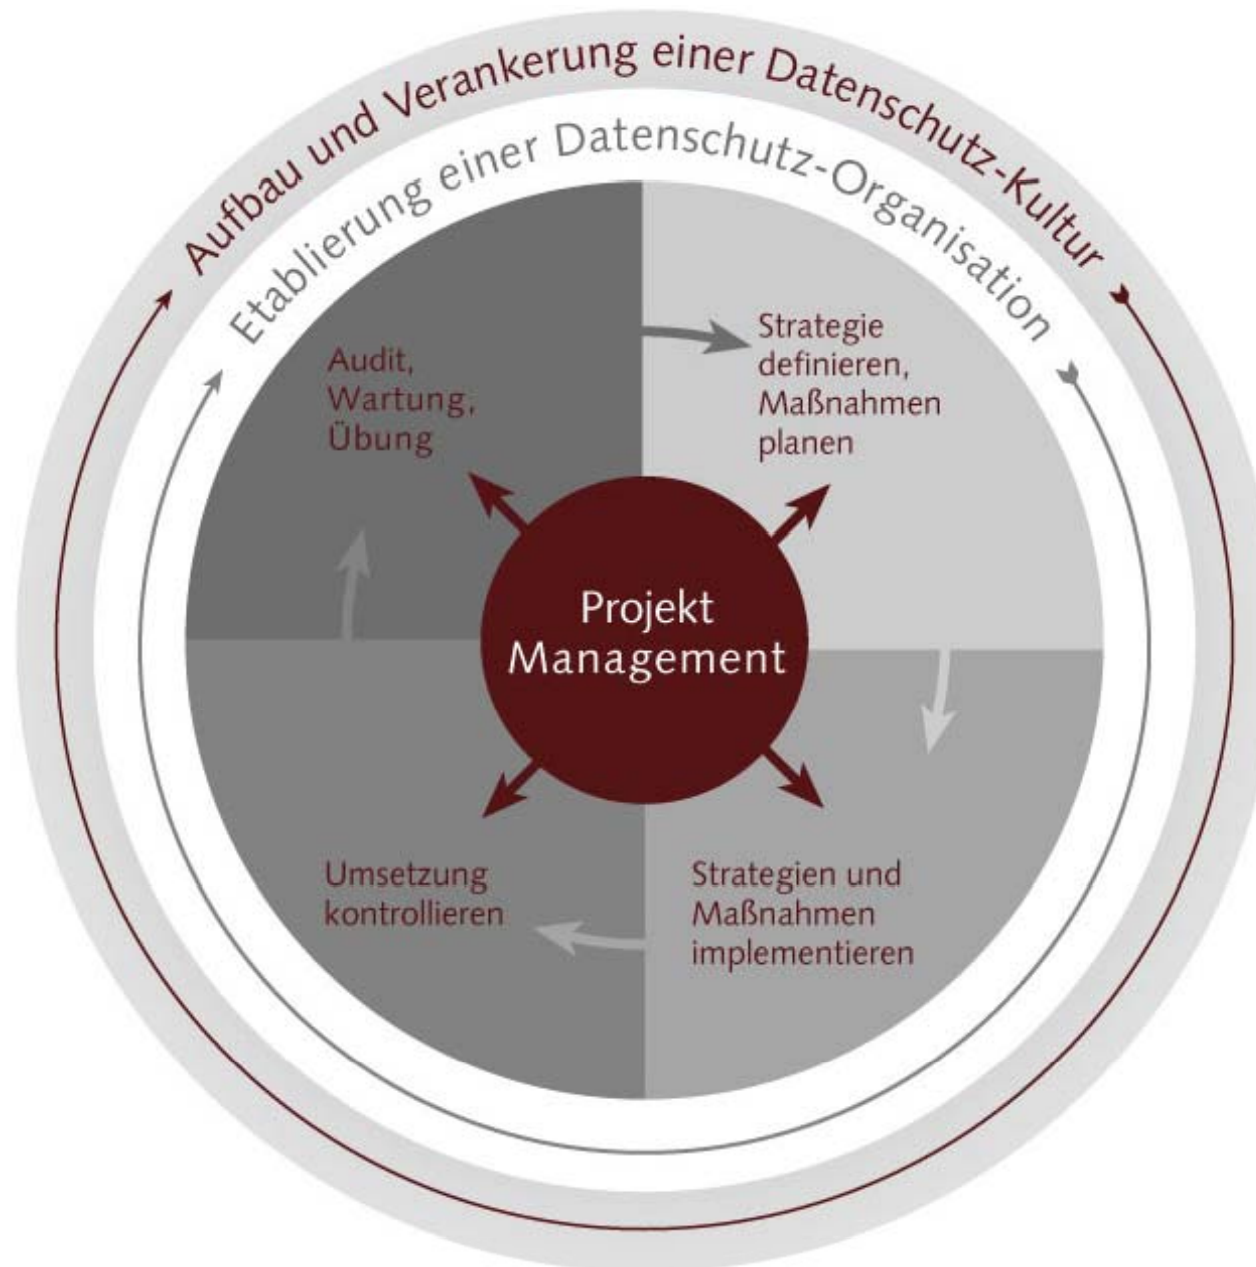 Aufbau und Verankerung einer Datenschutz-Kultur
Etablierung einer Datenschutz-Organisation
Audit,
Wartung,
Übung
Strategie
definieren,
Maßnahmen
planen
Projekt
Management
Umsetzung
kontrollieren
Strategien und
Maßnahmen
implementieren